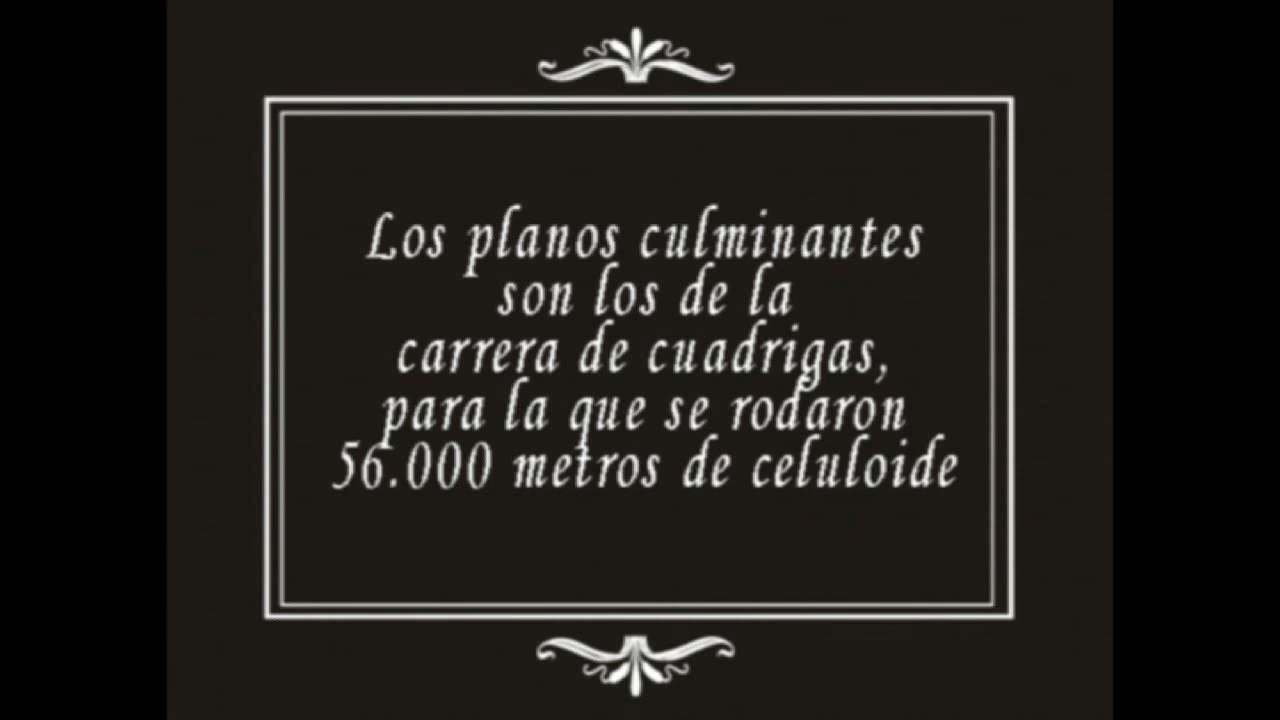 Los planos culminantes
son los de la
carrera de cuadrigas,
para la que se rodaron
56.000 metros de celuloide